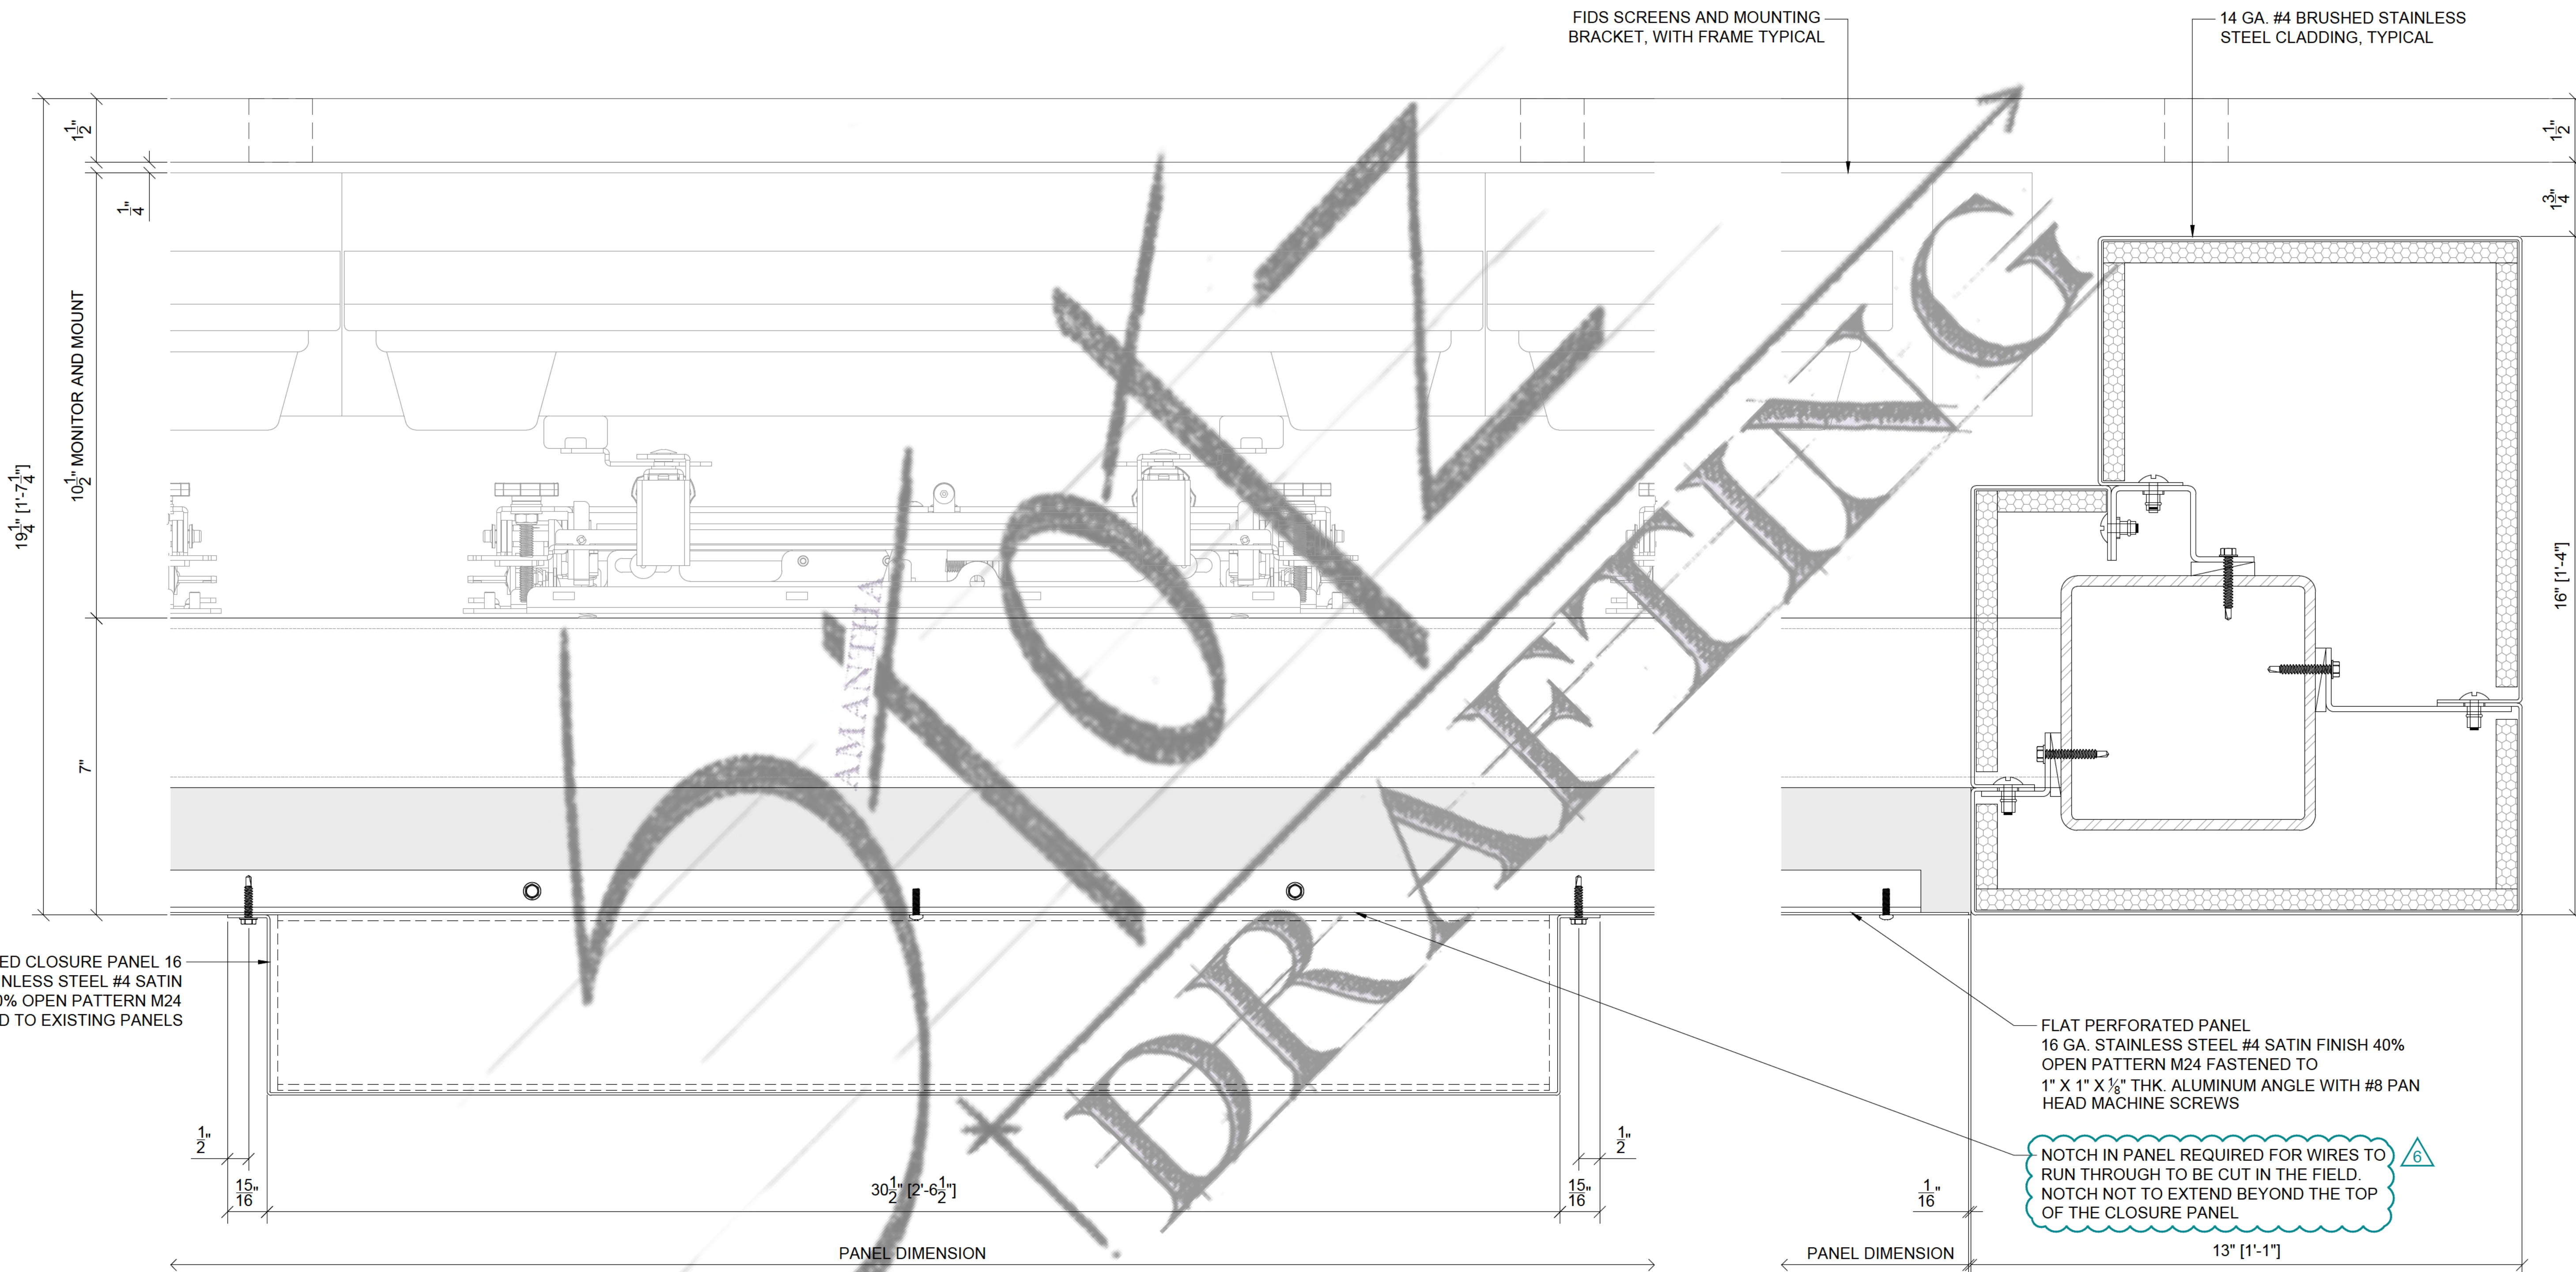 FIDS SCREENS AND MOUNTING
BRACKET, WITH FRAME TYPICAL
14 GA. #4 BRUSHED STAINLESS
STEEL CLADDING, TYPICAL
1 1/2"
1/4"
10 1/2" MONITOR AND MOUNT
19 1/4" [1'-7 1/4"]
7"
1 1/2"
1 3/4"
16" [1'-4"]
AMANTHA
DRAFTING
ED CLOSURE PANEL 16
NLESS STEEL #4 SATIN
0% OPEN PATTERN M24
D TO EXISTING PANELS
FLAT PERFORATED PANEL
16 GA. STAINLESS STEEL #4 SATIN FINISH 40%
OPEN PATTERN M24 FASTENED TO
1" X 1" X 1/8" THK. ALUMINUM ANGLE WITH #8 PAN
HEAD MACHINE SCREWS
NOTCH IN PANEL REQUIRED FOR WIRES TO
RUN THROUGH TO BE CUT IN THE FIELD.
NOTCH NOT TO EXTEND BEYOND THE TOP
OF THE CLOSURE PANEL
6
1/2"
15/16"
30 1/2" [2'-6 1/2"]
1/2"
15/16"
1/16"
PANEL DIMENSION
PANEL DIMENSION
13" [1'-1"]